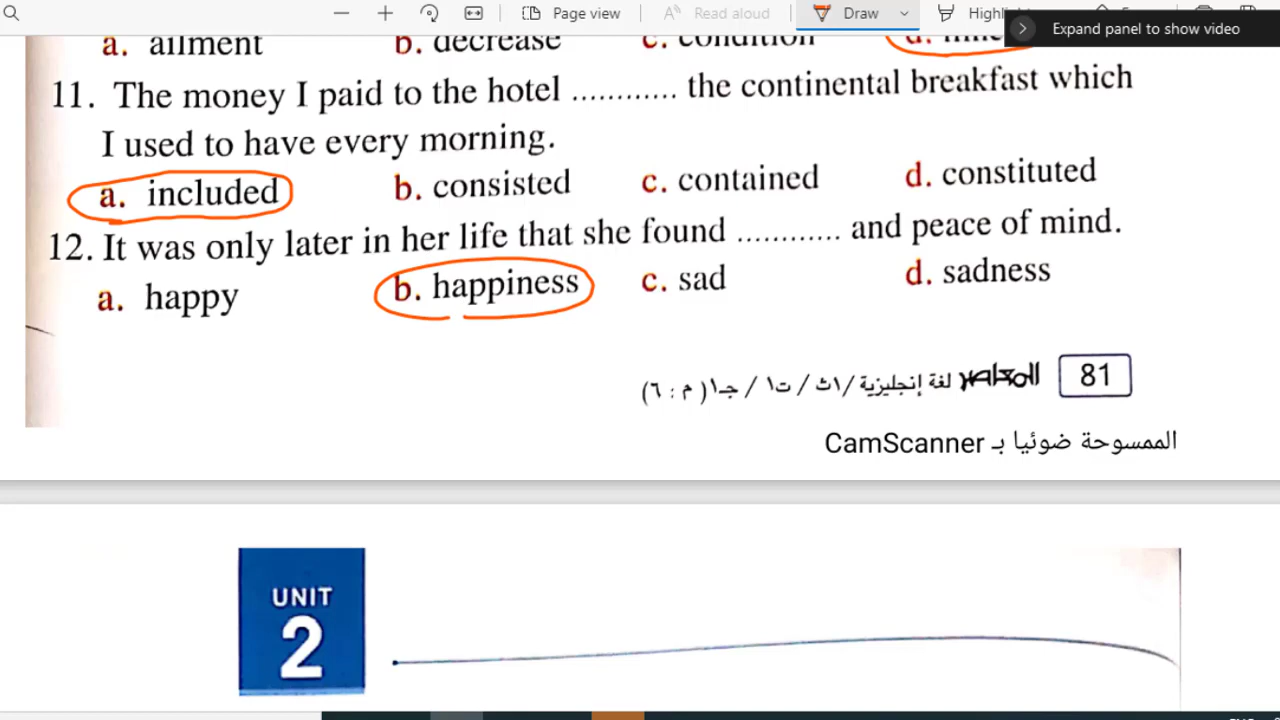 Page view
Read aloud
Draw
Expand panel to show video
a. ailment b. decrease c. condition
11. The money I paid to the hotel ............ the continental breakfast which
I used to have every morning.
a. included b. consisted c. contained d. constituted
12. It was only later in her life that she found ............ and peace of mind.
a. happy b. happiness c. sad d. sadness
81 المعاصر لغة إنجليزية /١ث/ ت١ / جـ١ (م : ٦)
الممسوحة ضوئيا بـ CamScanner
UNIT
2